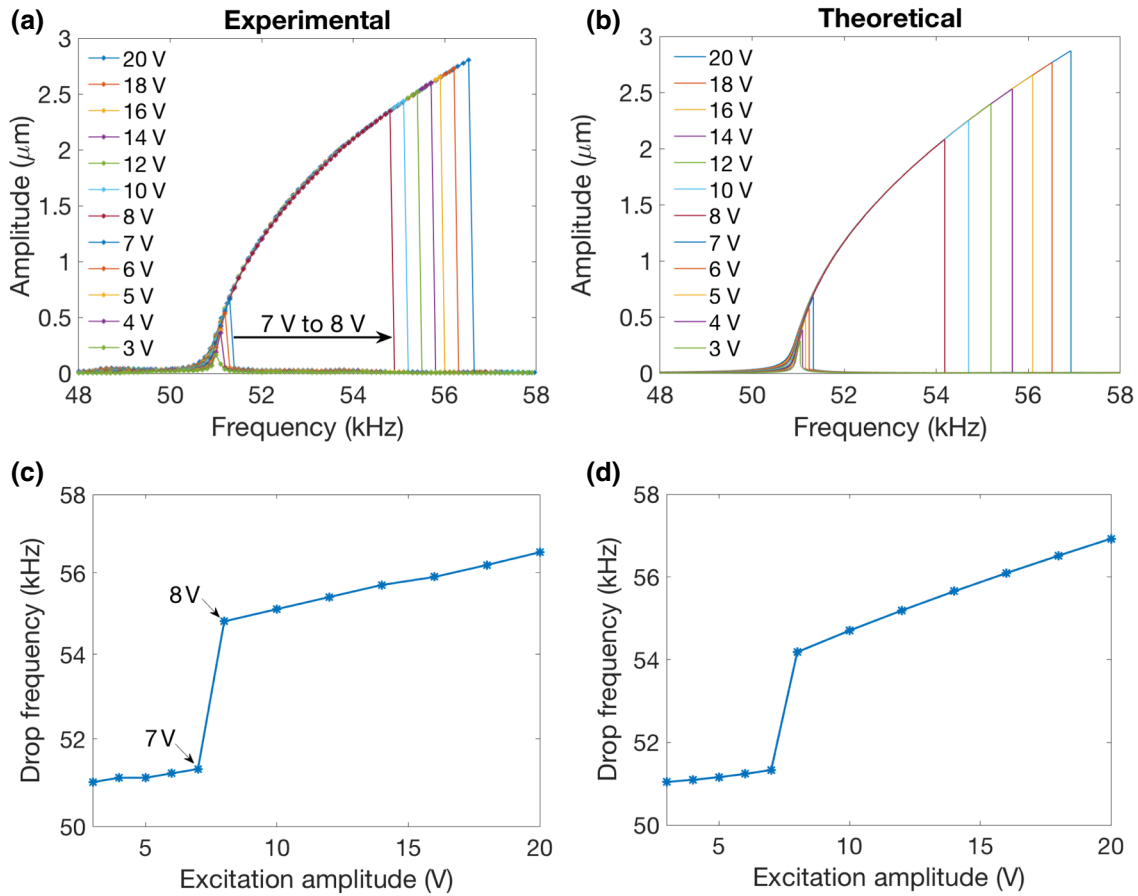 (a)
Experimental
Amplitude (μm)
3
2.5
2
1.5
1
0.5
0
20 V
18 V
16 V
14 V
12 V
10 V
8 V
7 V
6 V
5 V
4 V
3 V
7 V to 8 V
48 50 52 54 56 58
Frequency (kHz)
(b)
Theoretical
Amplitude (μm)
3
2.5
2
1.5
1
0.5
0
20 V
18 V
16 V
14 V
12 V
10 V
8 V
7 V
6 V
5 V
4 V
3 V
48 50 52 54 56 58
Frequency (kHz)
(c)
Drop frequency (kHz)
58
56
54
52
50
8 V
7 V
5 10 15 20
Excitation amplitude (V)
(d)
Drop frequency (kHz)
58
56
54
52
50
5 10 15 20
Excitation amplitude (V)